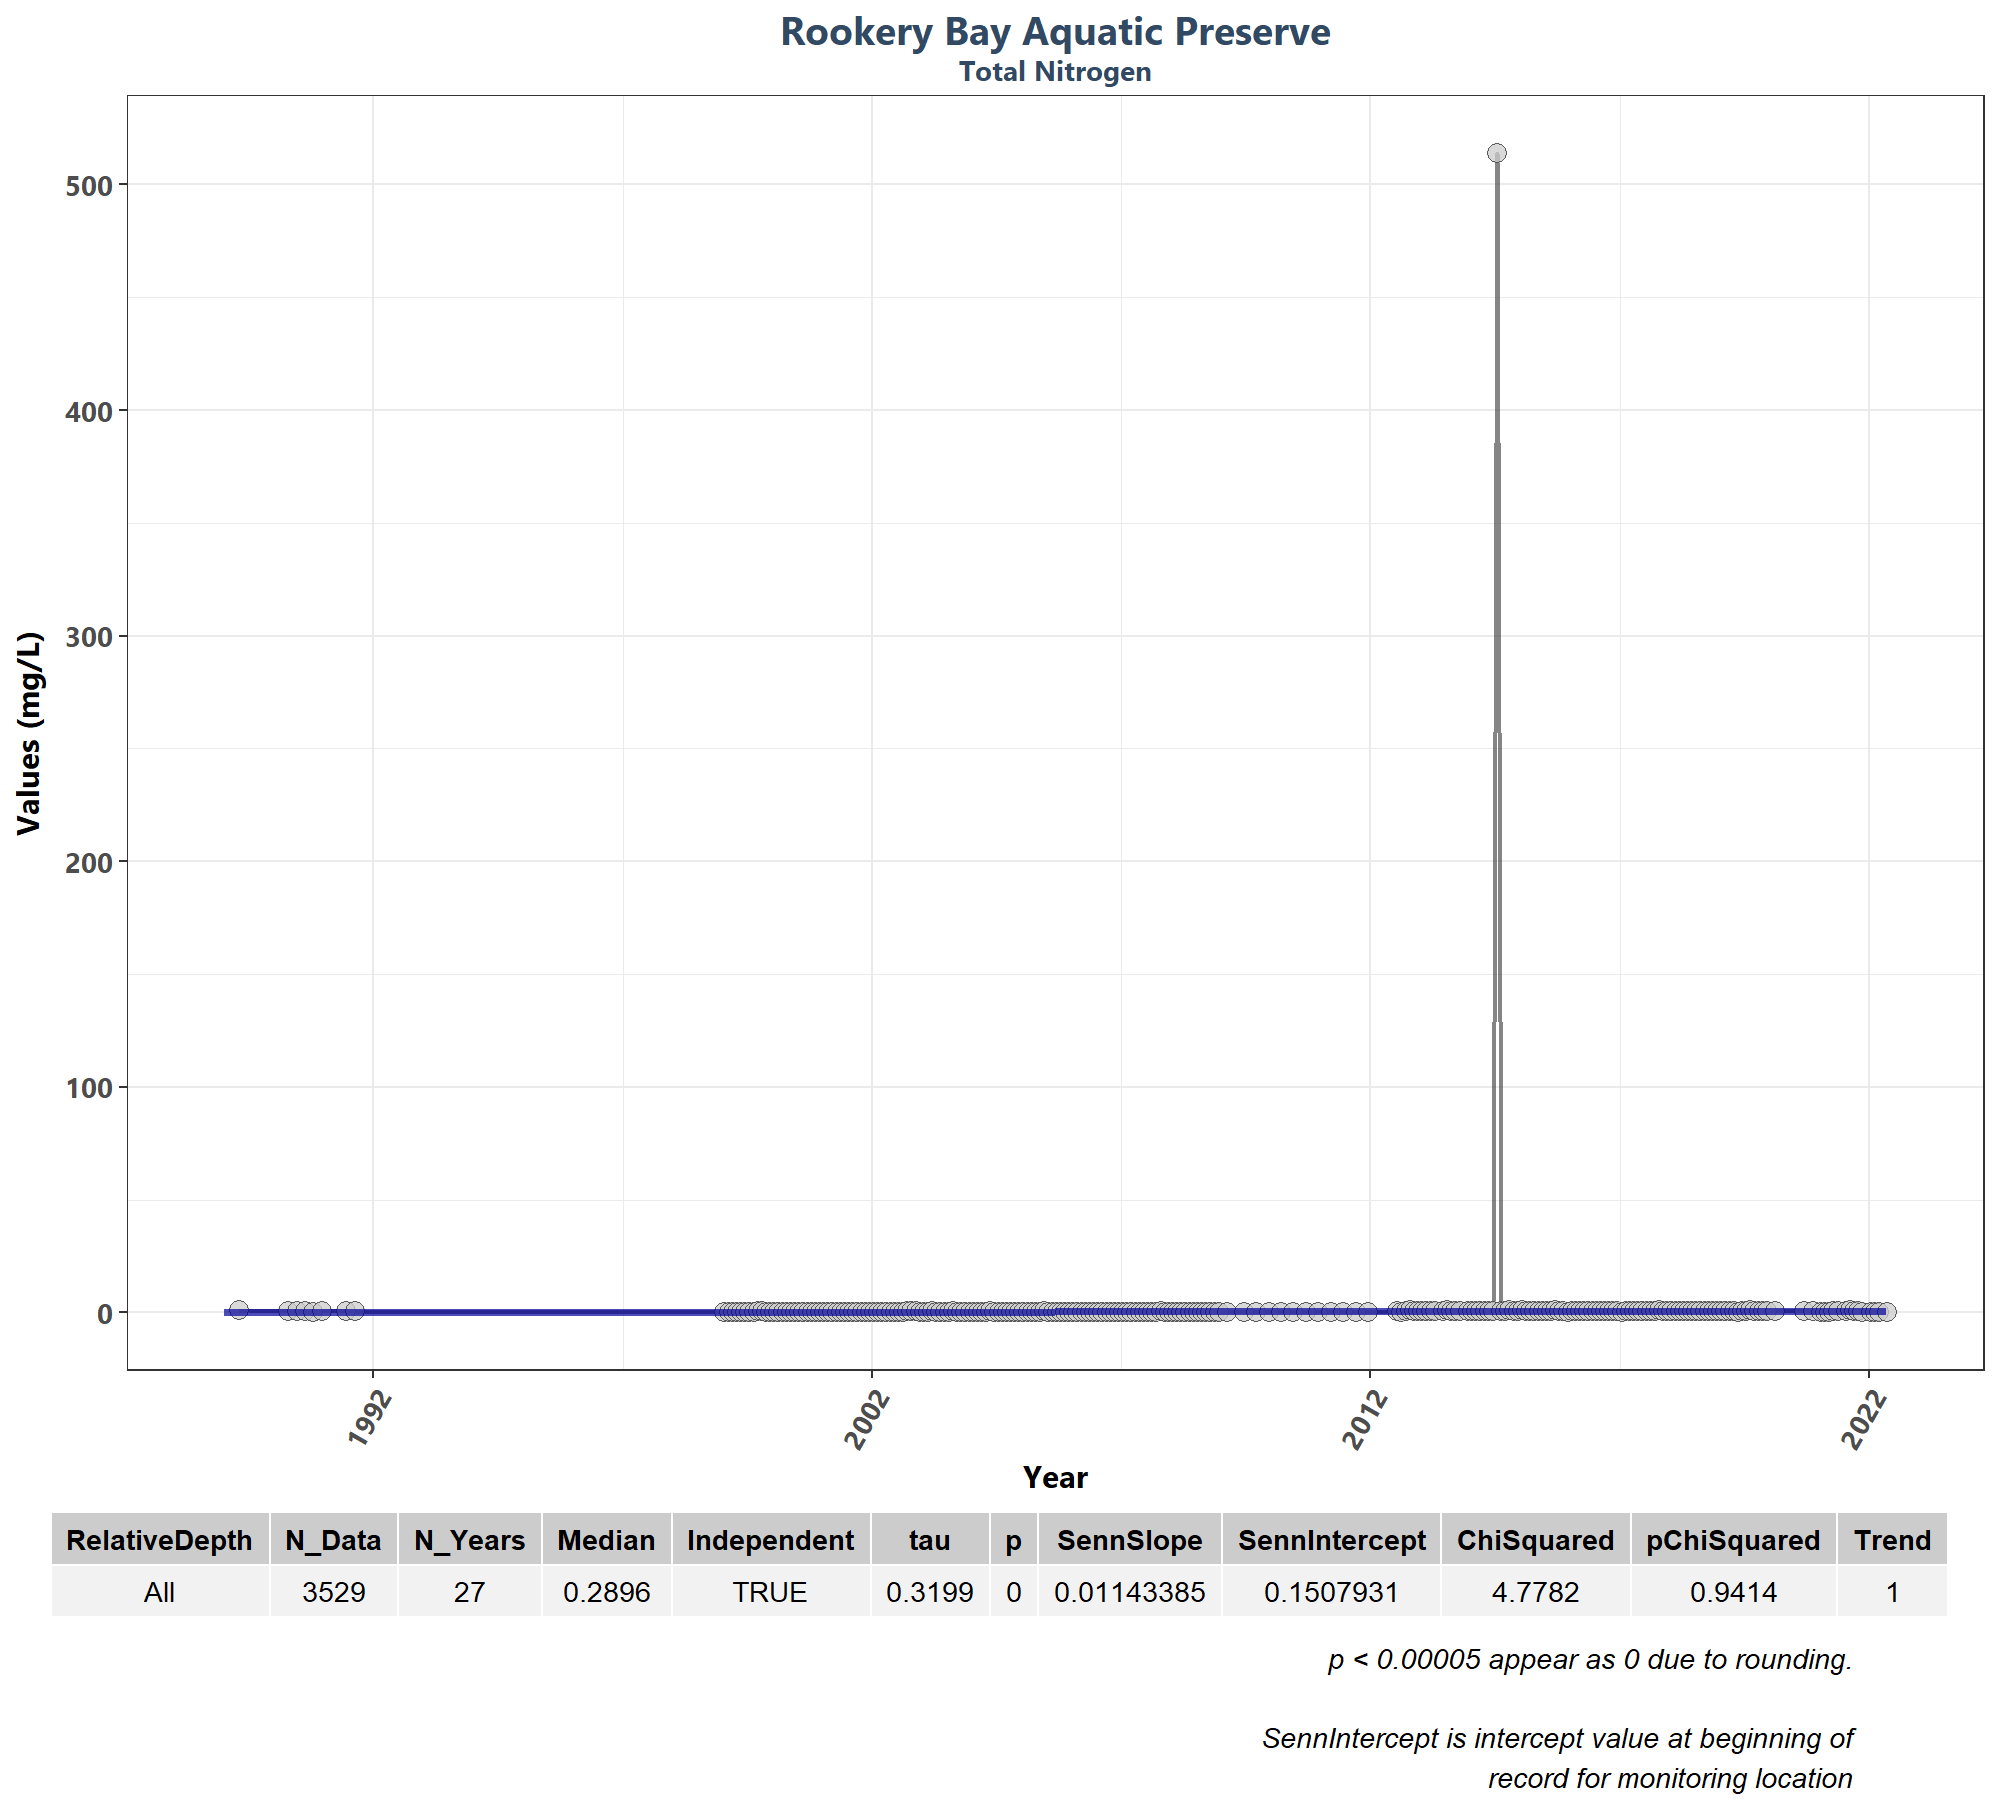 Rookery Bay Aquatic Preserve
Total Nitrogen
Values (mg/L)
500
400
300
200
100
0
1992 2002 2012 2022
Year
RelativeDepth N_Data N_Years Median Independent tau p SennSlope SennIntercept ChiSquared pChiSquared Trend
All 3529 27 0.2896 TRUE 0.3199 0 0.01143385 0.1507931 4.7782 0.9414 1
p < 0.00005 appear as 0 due to rounding.
SennIntercept is intercept value at beginning of
record for monitoring location